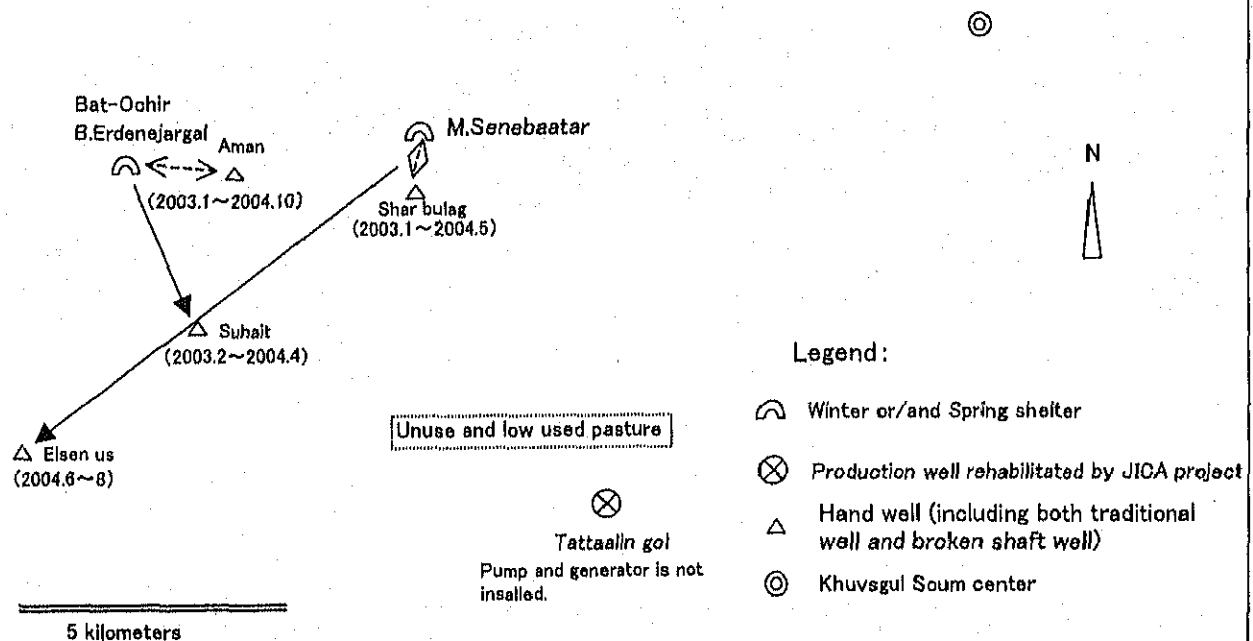 Bat-Ochir
B.Erdenejargal
Aman
(2003.1~2004.10)
M.Senebaatar
Shar bulag
(2003.1~2004.5)
N
Suhait
(2003.2~2004.4)
Elsen us
(2004.6~8)
Unuse and low used pasture
Tattaalin gol
Pump and generator is not
insalled.
5 kilometers
Legend:
Winter or/and Spring shelter
Production well rehabilitated by JICA project
Hand well (including both traditional
well and broken shaft well)
Khuvsgul Soum center